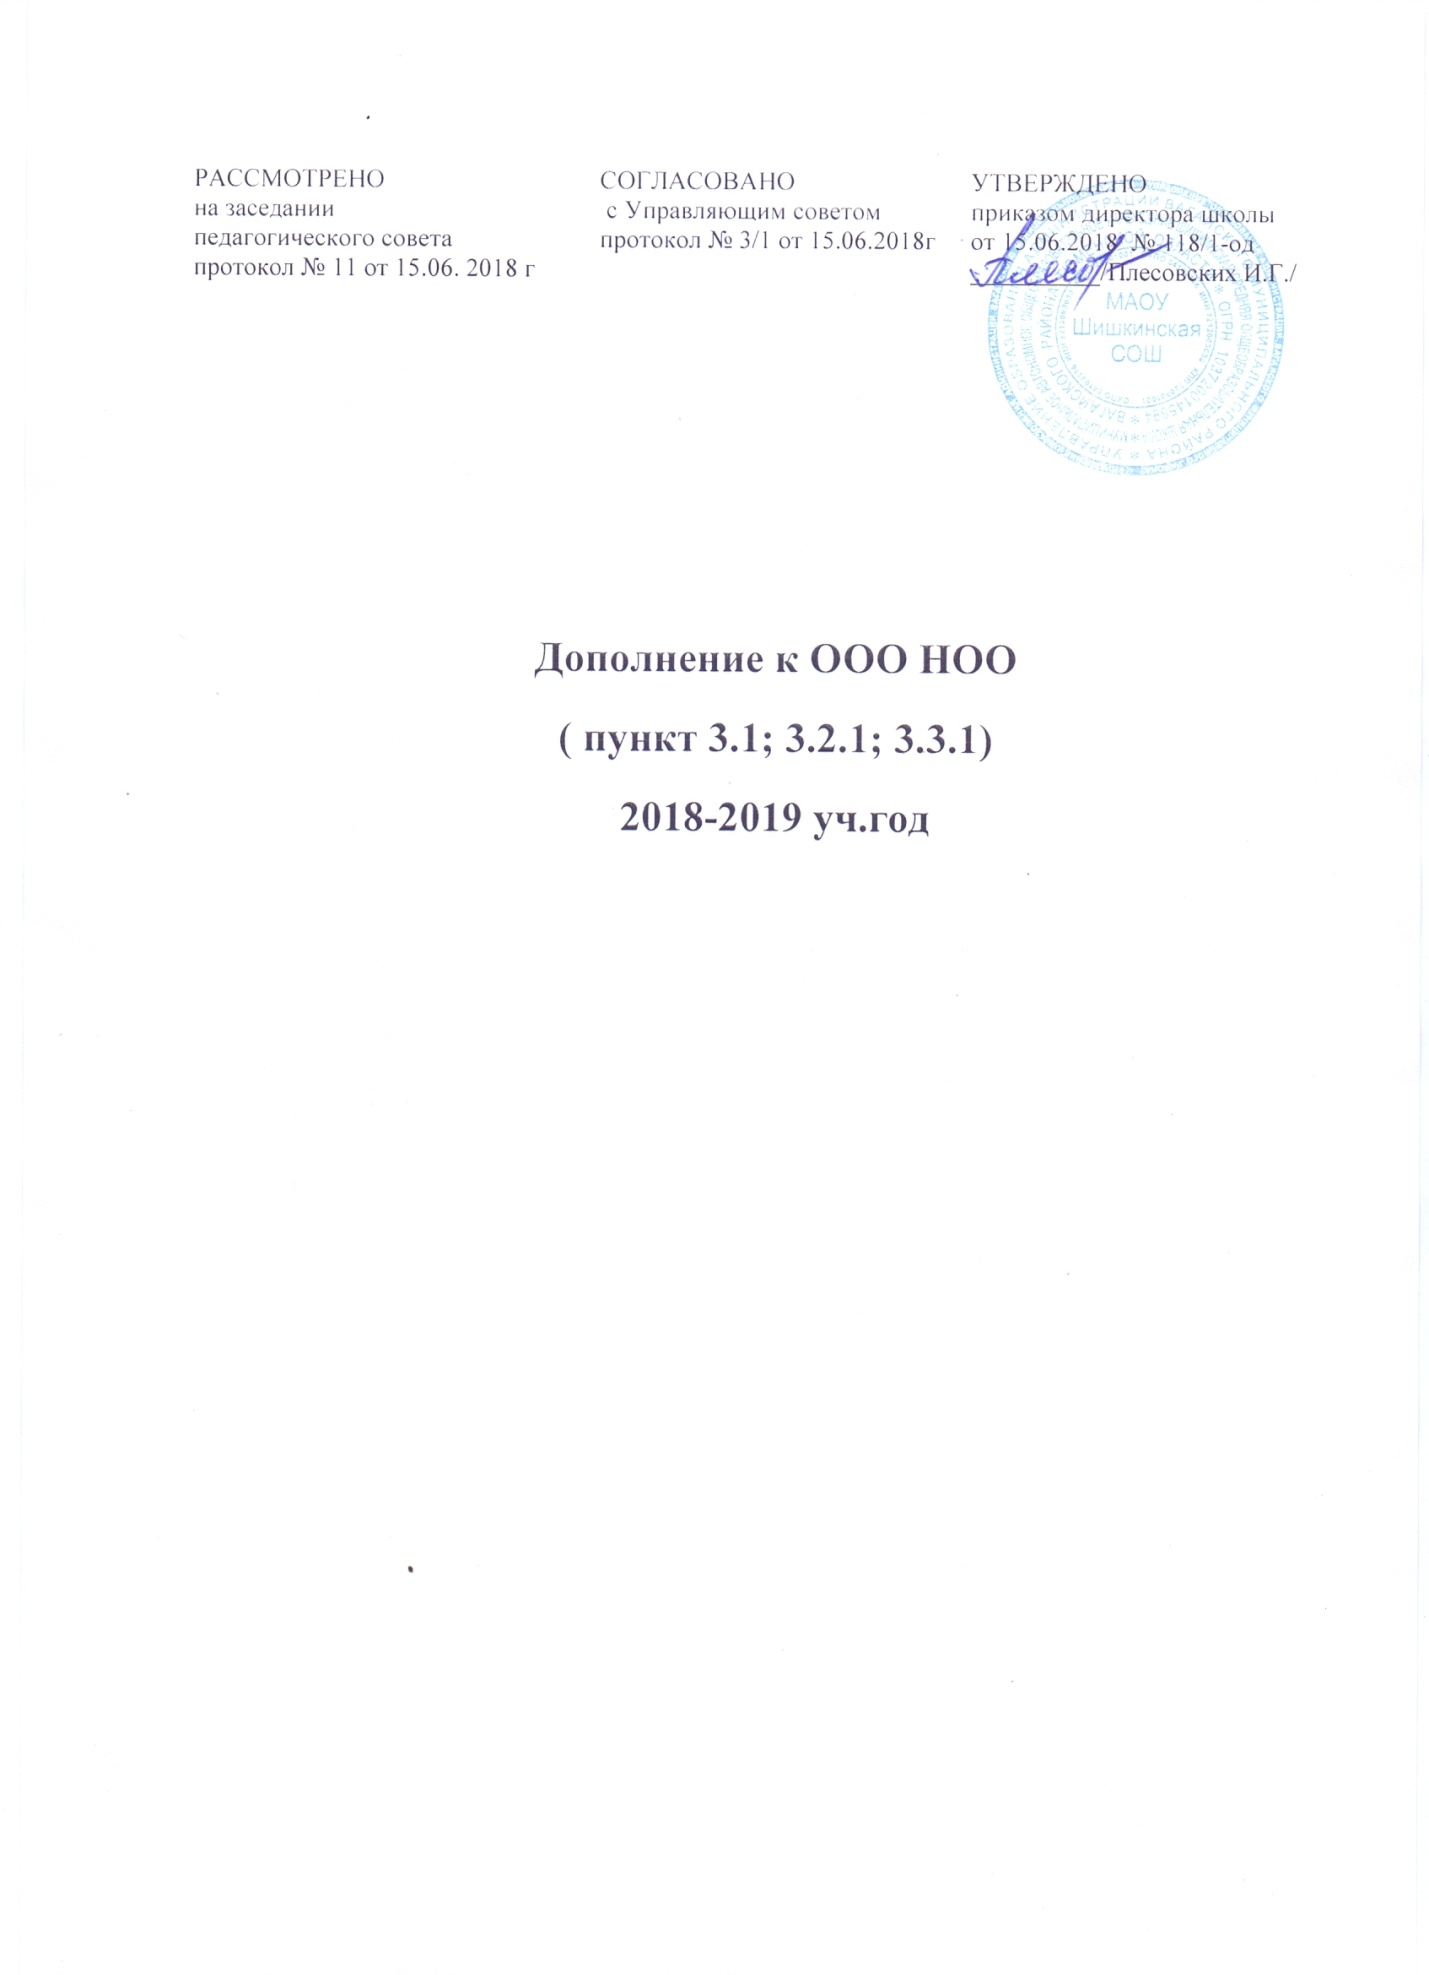 РАССМОТРЕНО
на заседании
педагогического совета
протокол № 11 от 15.06. 2018 г
СОГЛАСОВАНО
с Управляющим советом
протокол № 3/1 от 15.06.2018г
УТВЕРЖДЕНО
приказом директора школы
от 15.06.2018 № 118/1-од
/Плесовских И.Г./
МАОУ
Шишкинская
СОШ
Дополнение к ООО НОО
( пункт 3.1; 3.2.1; 3.3.1)
2018-2019 уч.год